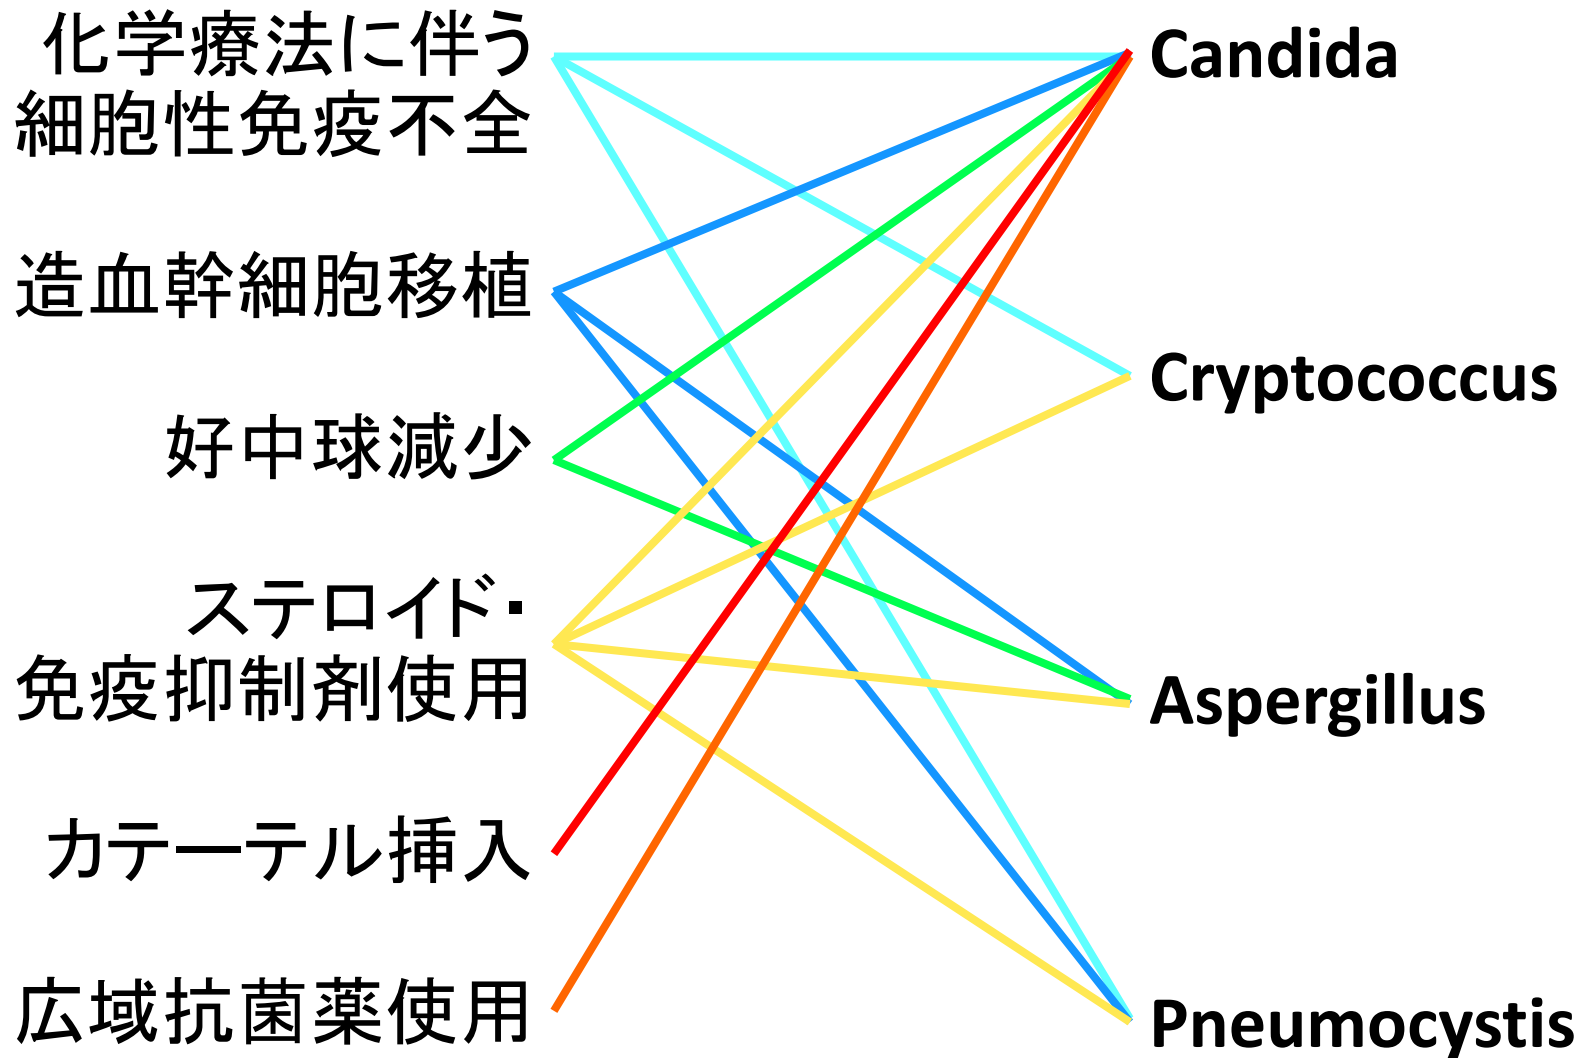 化学療法に伴う
細胞性免疫不全
造血幹細胞移植
好中球減少
ステロイド・
免疫抑制剤使用
カテーテル挿入
広域抗菌薬使用
Candida
Cryptococcus
Aspergillus
Pneumocystis